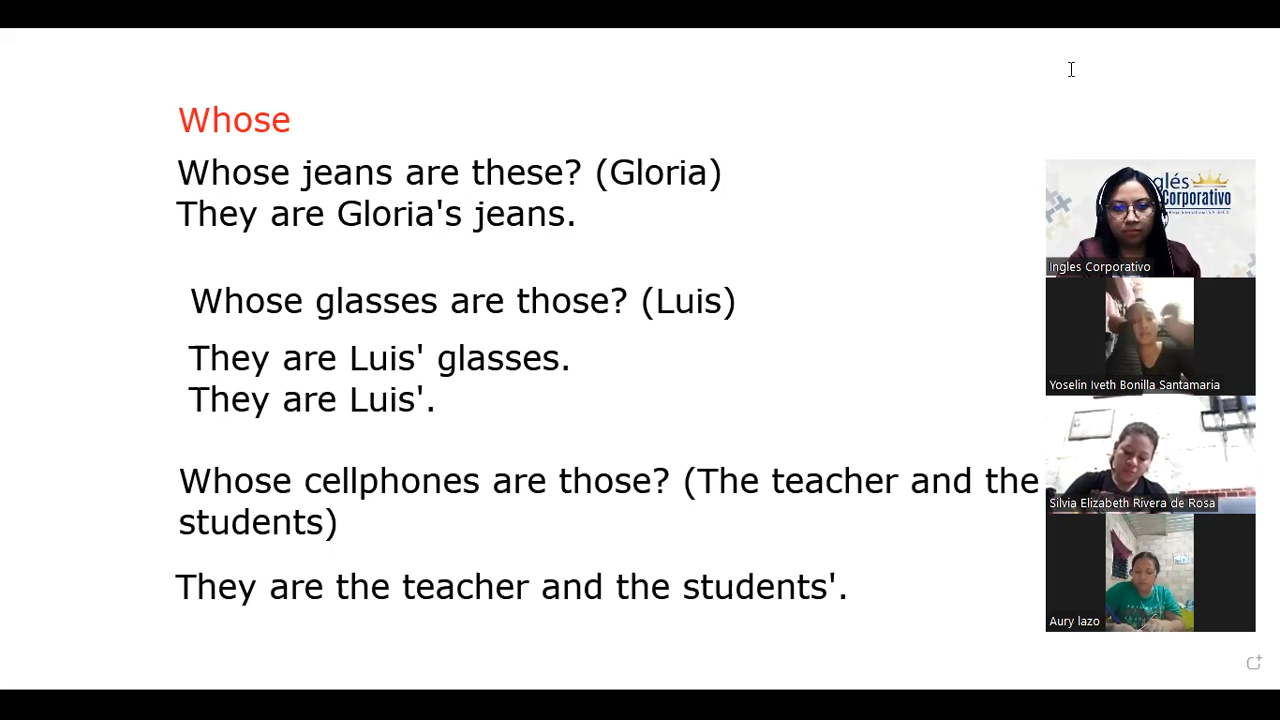 Whose
Whose jeans are these? (Gloria)
They are Gloria's jeans.
Whose glasses are those? (Luis)
They are Luis' glasses.
They are Luis'.
Whose cellphones are those? (The teacher and the
students)
They are the teacher and the students'.
glés
Corporativo
Ingles Corporativo
Yoselin Iveth Bonilla Santamaria
Silvia Elizabeth Rivera de Rosa
Aury lazo